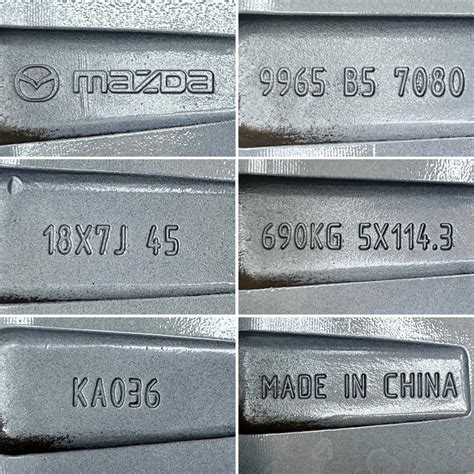 mazda
9965 B5 7080
18X7J 45
690KG 5X114.3
KA036
MADE IN CHINA